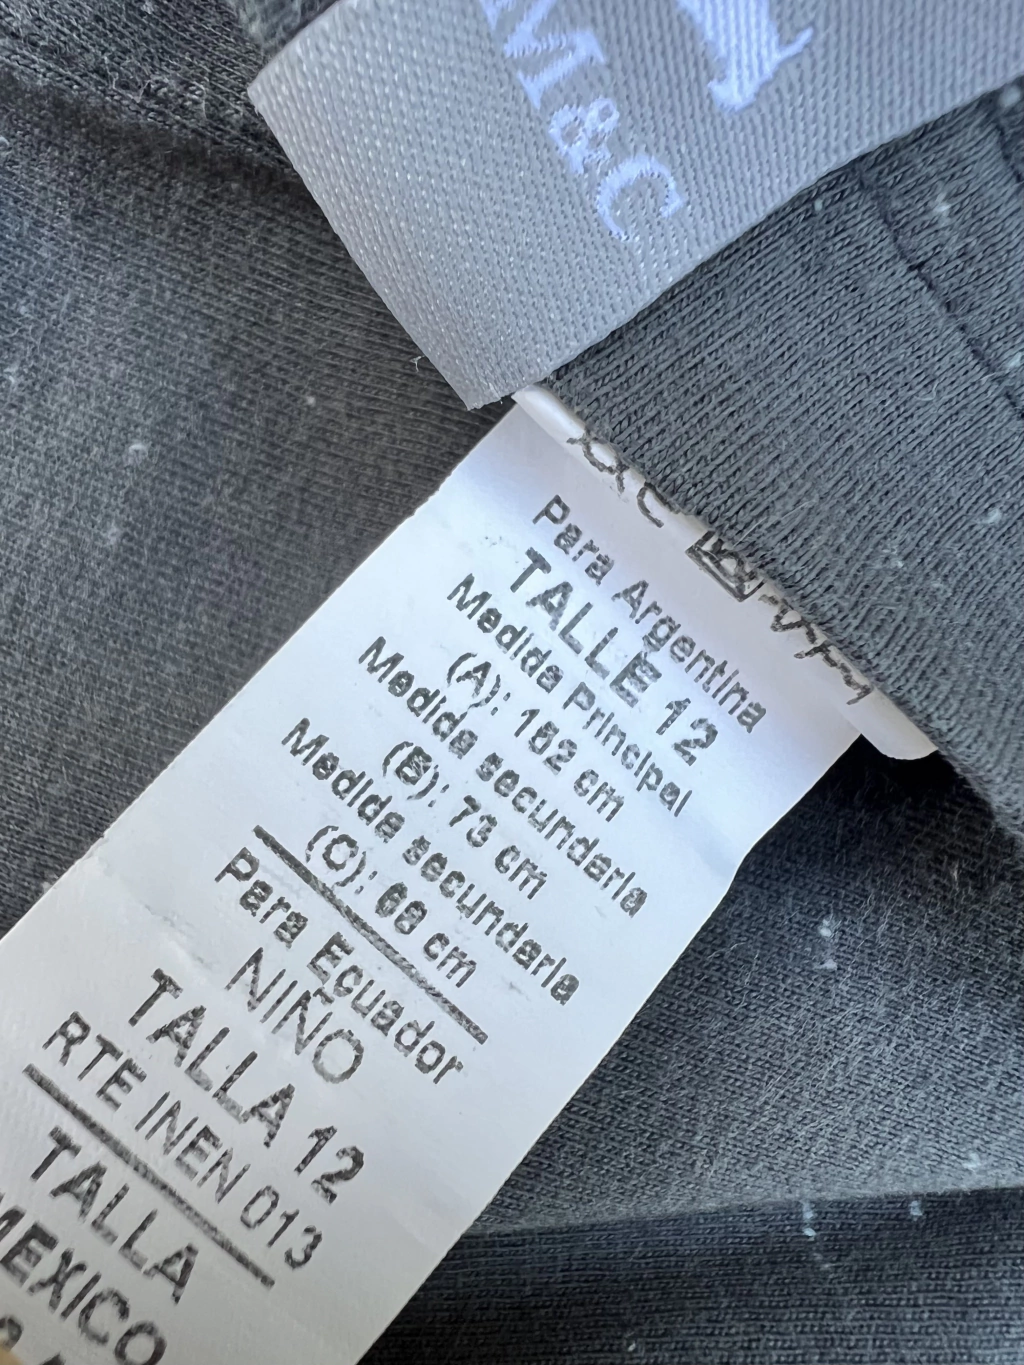 M&C
Para Argentina
TALLE 12
Medida Principal
(A): 152 cm
Medida secundaria
(B): 73 cm
Medida secundaria
(C): 68 cm
Para Ecuador
NIÑO
TALLA 12
RTE INEN 013
TALLA
MEXICO